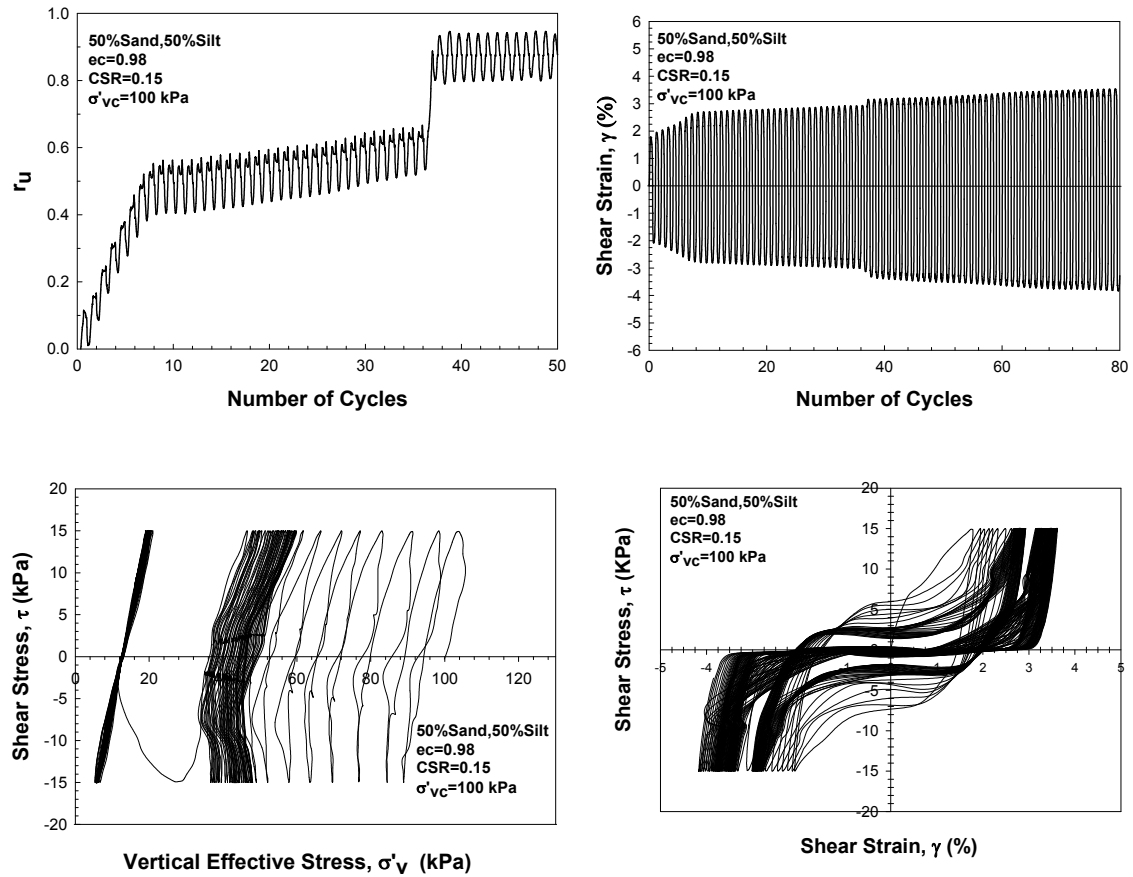 1.0
0.8
0.6
0.4
0.2
0.0
r u
50%Sand,50%Silt
ec=0.98
CSR=0.15
σ'vc=100 kPa
0 10 20 30 40 50
Number of Cycles
6
5
4
3
2
1
0
-1
-2
-3
-4
-5
-6
Shear Strain, γ (%)
50%Sand,50%Silt
ec=0.98
CSR=0.15
σ'VC=100 kPa
0 20 40 60 80
Number of Cycles
20
15
10
5
0
-5
-10
-15
-20
Shear Stress, τ (kPa)
0 20 40 60 80 100 120
50%Sand,50%Silt
ec=0.98
CSR=0.15
σ'vc=100 kPa
Vertical Effective Stress, σ'v (kPa)
20
15
10
5
0
-5
-10
-15
-20
Shear Stress, τ (KPa)
50%Sand,50%Silt
ec=0.98
CSR=0.15
σ'vc=100 kPa
-5 -4 2 3 4 5
Shear Strain, γ (%)